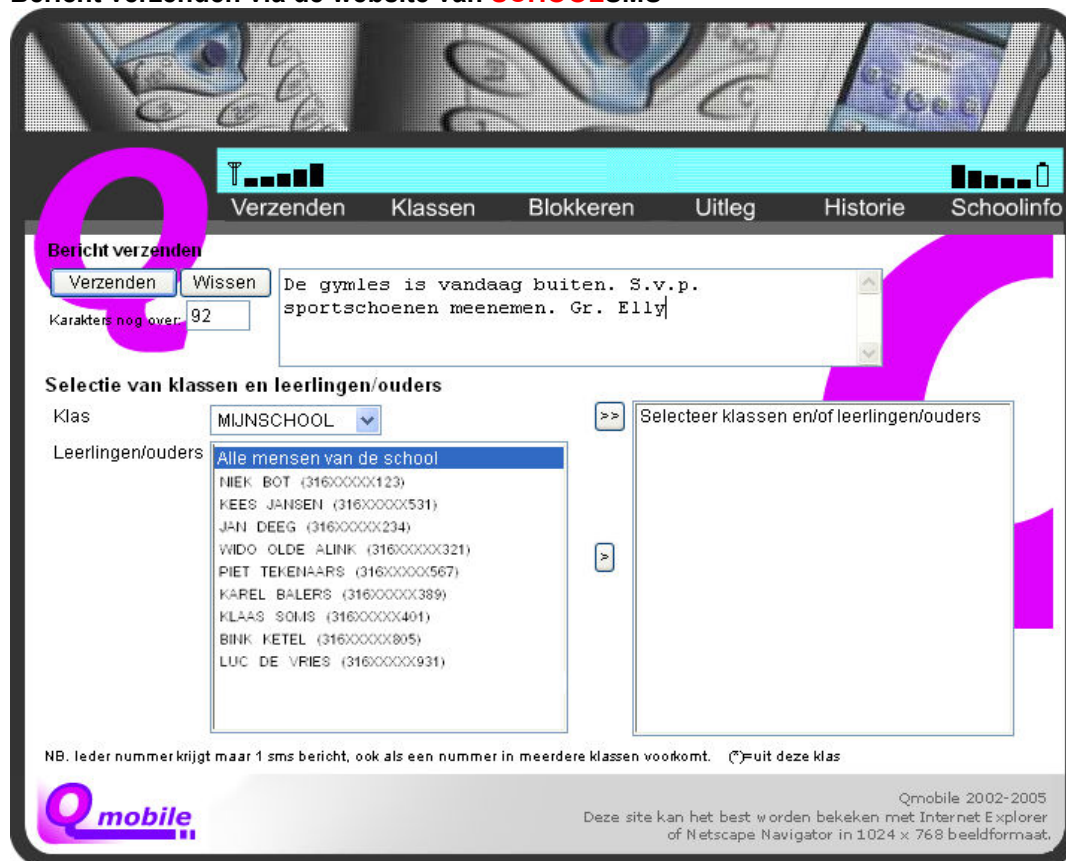 Bericht verzenden via de website van SCHOOLSMS
Verzenden Klassen Blokkeren Uitleg Historie Schoolinfo
Bericht verzenden
Verzenden Wissen
De gymles is vandaag buiten. S.v.p.
sportschoenen meenemen. Gr. Elly
Karakters nog over: 92
Selectie van klassen en leerlingen/ouders
Klas MIJNSCHOOL >> Selecteer klassen en/of leerlingen/ouders
Leerlingen/ouders Alle mensen van de school
NIEK BOT (316XXXXX123)
KEES JANSEN (316XXXXX531)
JAN DEEG (316XXXXX234)
WIDO OLDE ALINK (316XXXXX321)
>
PIET TEKENAARS (316XXXXX567)
KAREL BALERS (316XXXXX389)
KLAAS SOMS (316XXXXX401)
BINK KETEL (316XXXXX805)
LUC DE VRIES (316XXXXX931)
NB. Ieder nummer krijgt maar 1 sms bericht, ook als een nummer in meerdere klassen voorkomt. (*)=uit deze klas
Qmobile
Qmobile 2002-2005
Deze site kan het best worden bekeken met Internet Explorer
of Netscape Navigator in 1024 x 768 beeldformaat.